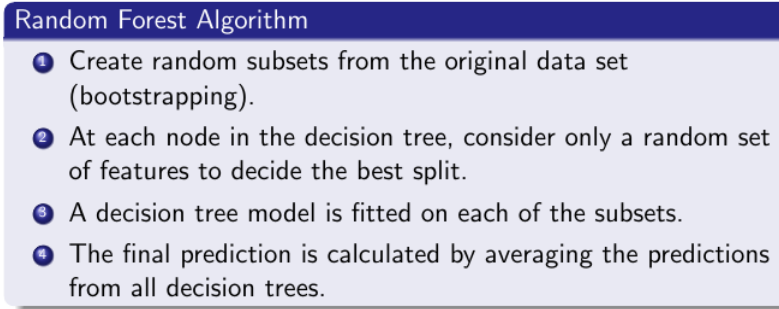 Random Forest Algorithm
1 Create random subsets from the original data set
(bootstrapping).
2 At each node in the decision tree, consider only a random set
of features to decide the best split.
3 A decision tree model is fitted on each of the subsets.
4 The final prediction is calculated by averaging the predictions
from all decision trees.